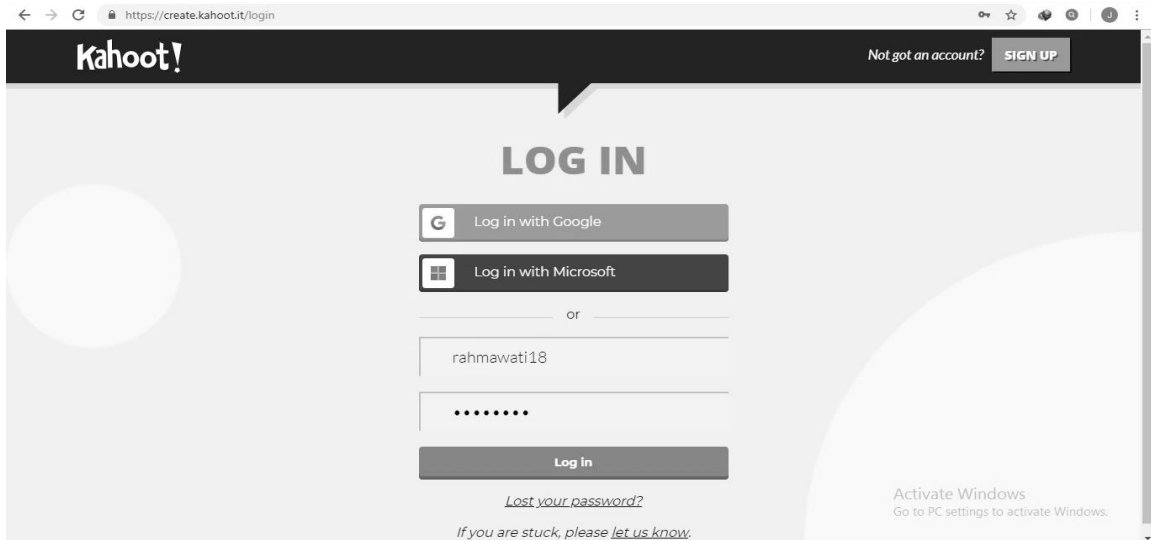 https://create.kahoot.it/login
J
Kahoot!
Not got an account? SIGN UP
LOG IN
G Log in with Google
Log in with Microsoft
or
rahmawati18
••••••••
Log in
Lost your password?
If you are stuck, please let us know.
Activate Windows
Go to PC settings to activate Windows.